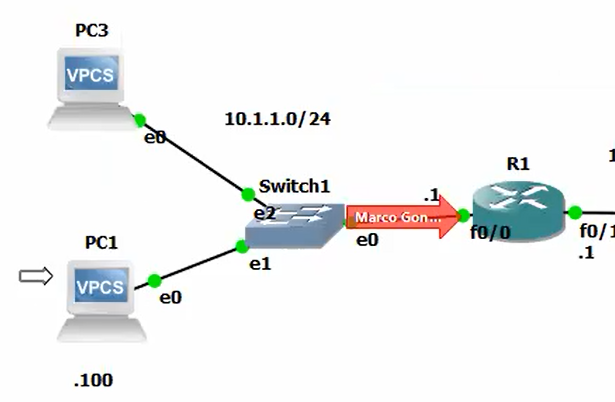 PC3
VPCS
e0
10.1.1.0/24
Switch1
e2
e1
e0
Marco Gon...
.1
R1
f0/0
f0/1
.1
1
PC1
VPCS
e0
.100